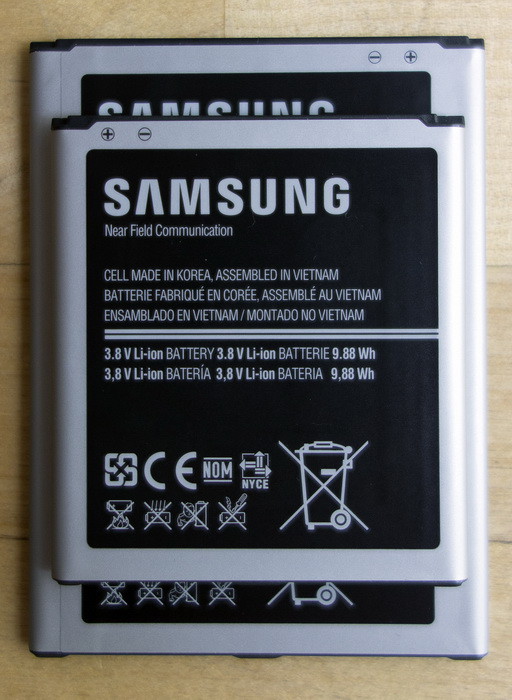 SAMSUNG
SAMSUNG
Near Field Communication
CELL MADE IN KOREA, ASSEMBLED IN VIETNAM
BATTERIE FABRIQUÉ EN CORÉE, ASSEMBLÉ AU VIETNAM
ENSAMBLADO EN VIETNAM / MONTADO NO VIETNAM
3.8 V Li-ion BATTERY 3.8 V Li-ion BATTERIE 9.88 Wh
3,8 V Li-ion BATERÍA 3,8 V Li-ion BATERIA 9,88 Wh
CE NOM NYCE